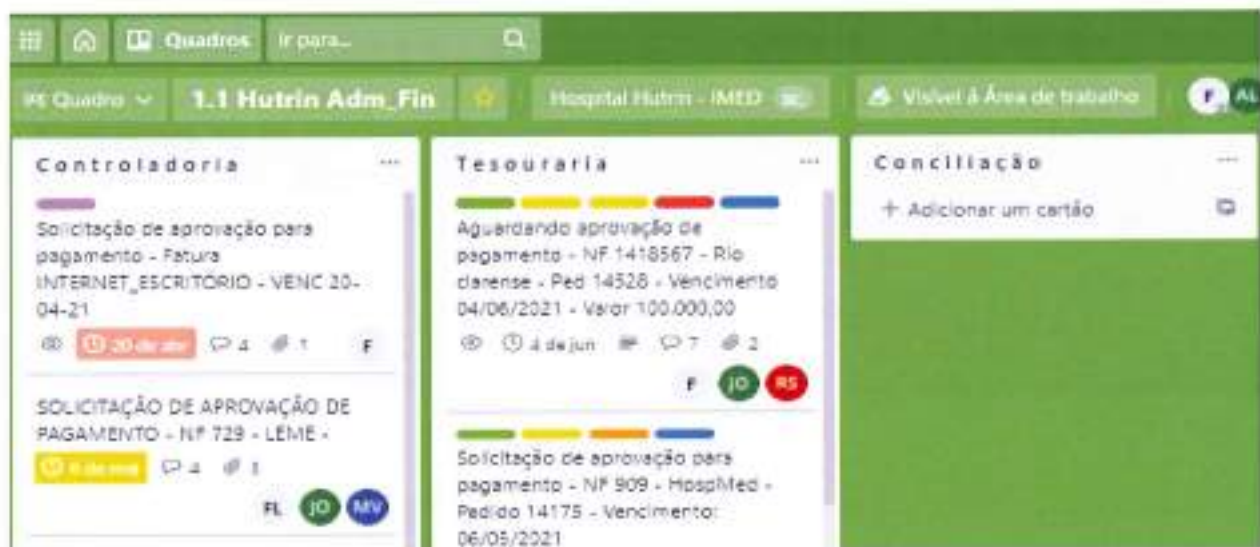 Quadros Ir para...
Quadro 1.1 Hutrin Adm_Fin Hospital Hutrin - IMED Visível à Área de trabalho F AL
Controladoria ...
Solicitação de aprovação para
pagamento - Fatura
INTERNET_ESCRITÓRIO - VENC 20-
04-21
20 de abr 4 1 F
SOLICITAÇÃO DE APROVAÇÃO DE
PAGAMENTO - NF 729 - LEME -
4 1
FL JO MV
Tesouraria ...
Aguardando aprovação de
pagamento - NF 1418567 - Rio
clarense - Ped 14528 - Vencimento
04/06/2021 - Valor 100.000,00
4 de jun 7 2
F JO RS
Solicitação de aprovação para
pagamento - NF 909 - HospMed -
Pedido 14175 - Vencimento:
06/05/2021
Conciliação ...
+ Adicionar um cartão